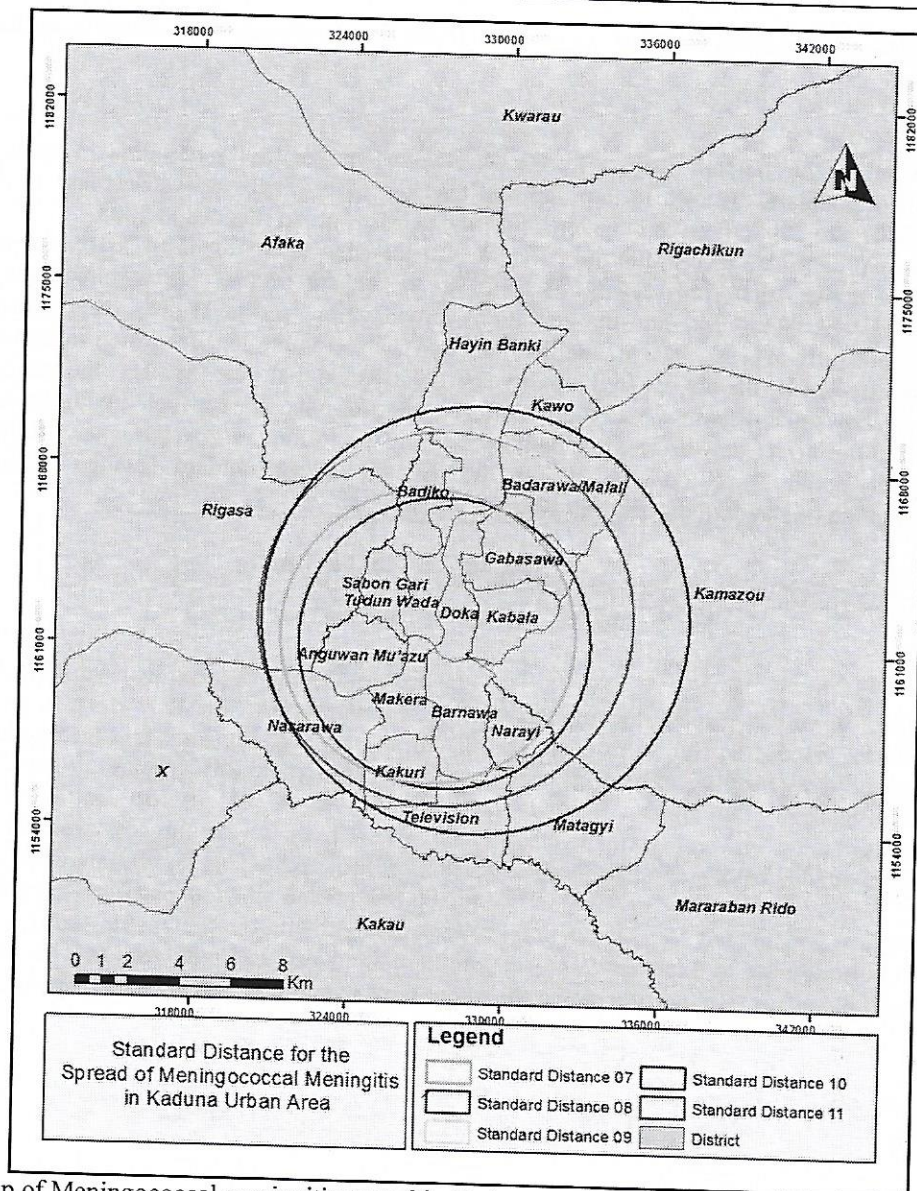 318000 324000 330000 336000 342000
1182000 1182000
Kwarau
N
Afaka
Rigachikun
1175000 1175000
Hayin Banki
Kawo
1168000 1168000
Badiko Badarawa/Malali
Rigasa
Gabasawa
Sabon Gari
Kamazou
Tudun Wada
Doka Kabala
1161000 1161000
Anguwan Mu'azu
Makera
Barnawa
Nasarawa Narayi
X Kakuri
1154000 1154000
Television Matagyi
Mararaban Rido
Kakau
0 1 2 4 6 8
Km
318000 324000 330000 336000 342000
Standard Distance for the
Spread of Meningococcal Meningitis
in Kaduna Urban Area
Legend
Standard Distance 07
Standard Distance 08
Standard Distance 09
Standard Distance 10
Standard Distance 11
District
of Meningococcal